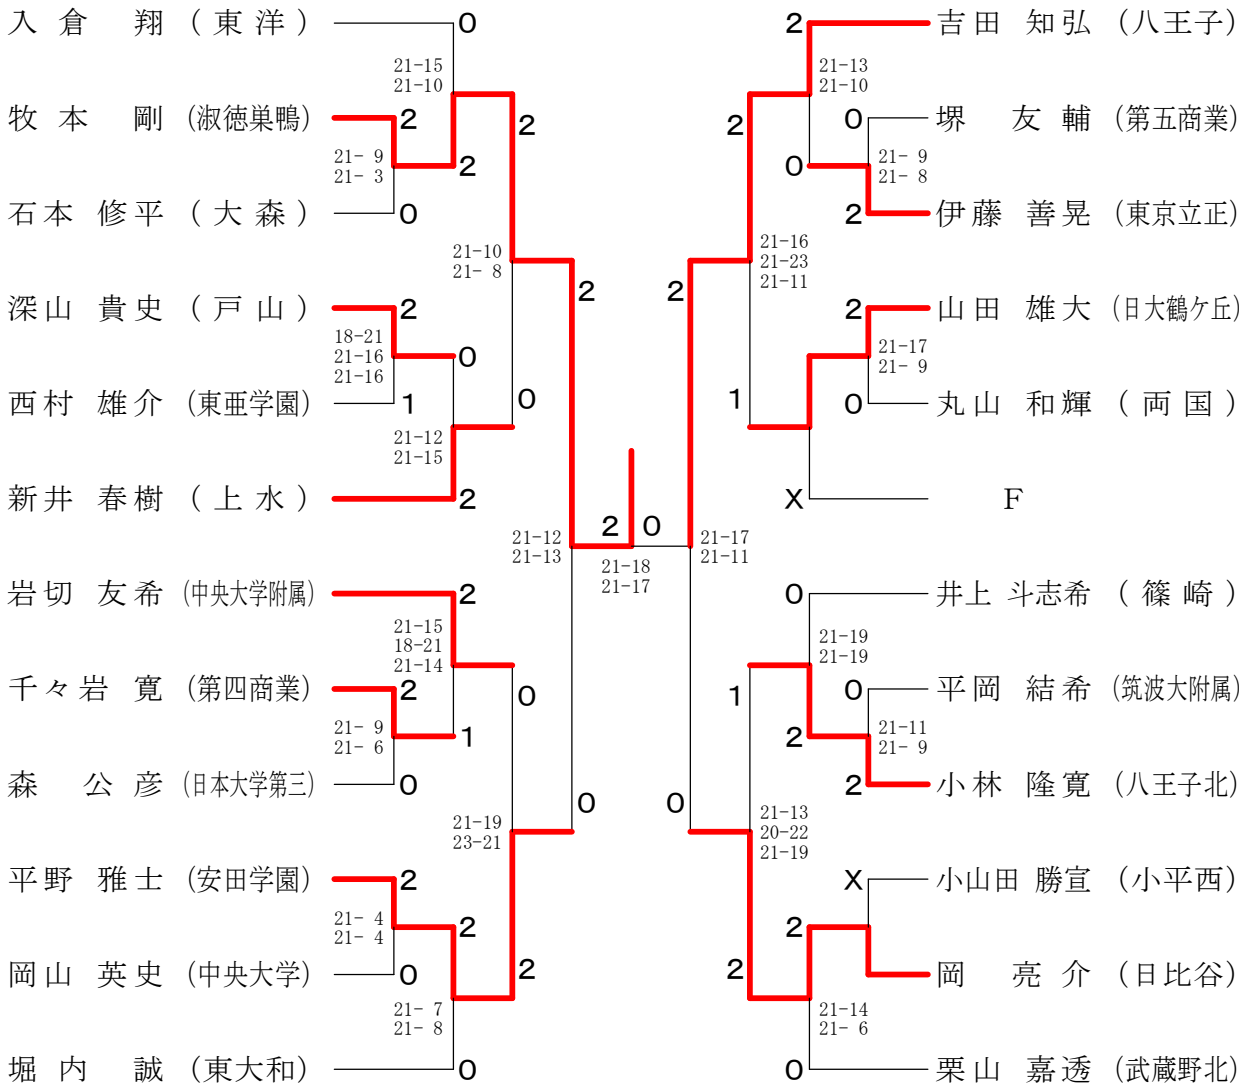 入倉 翔 (東洋) 0
21-15
21-10
牧本 剛 (淑徳巣鴨) 2
2
21- 9
21- 3
2
石本 修平 (大森) 0
21-10
21- 8
2
深山 貴史 (戸山) 2
18-21
21-16
21-16
0
西村 雄介 (東亜学園) 1
0
21-12
21-15
新井 春樹 (上水) 2
21-12
21-13
2 0
21-18
21-17
岩切 友希 (中央大学附属) 2
21-15
18-21
21-14
千々岩 寛 (第四商業) 2
0
21- 9
21- 6
1
森 公彦 (日本大学第三) 0
0
21-19
23-21
平野 雅士 (安田学園) 2
21- 4
21- 4
2
岡山 英史 (中央大学) 0
2
21- 7
21- 8
堀内 誠 (東大和) 0
2 吉田 知弘 (八王子)
21-13
21-10
2
0 堺 友輔 (第五商業)
0
21- 9
21- 8
2 伊藤 善晃 (東京立正)
21-16
21-23
21-11
2
2 山田 雄大 (日大鶴ケ丘)
21-17
21- 9
1
0 丸山 和輝 (両国)
X F
21-17
21-11
0 井上 斗志希 (篠崎)
21-19
21-19
1
0 平岡 結希 (筑波大附属)
2
21-11
21- 9
2 小林 隆寛 (八王子北)
0
21-13
20-22
21-19
X 小山田 勝宣 (小平西)
2
2
岡 亮介 (日比谷)
21-14
21- 6
0 栗山 嘉透 (武蔵野北)